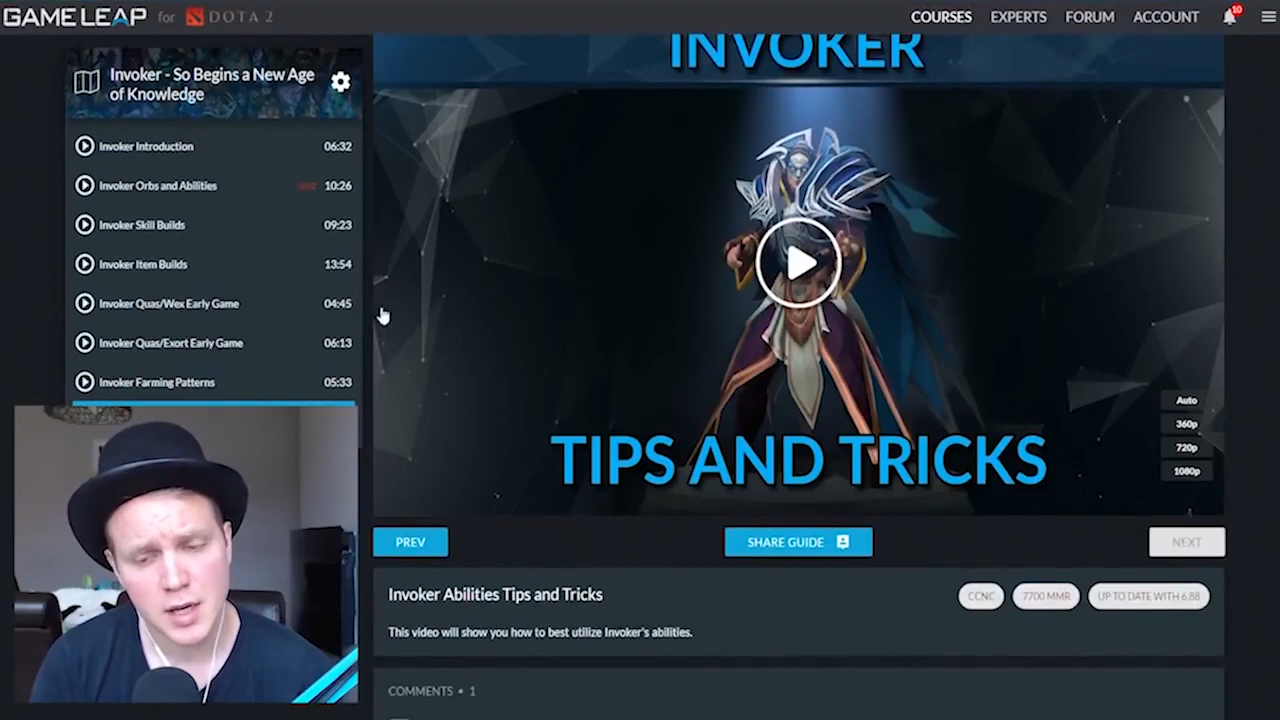 GAMELEAP for DOTA 2
COURSES EXPERTS FORUM ACCOUNT 10
Invoker - So Begins a New Age
of Knowledge
Invoker Introduction 06:32
Invoker Orbs and Abilities QUIZ 10:26
Invoker Skill Builds 09:23
Invoker Item Builds 13:54
Invoker Quas/Wex Early Game 04:45
Invoker Quas/Exort Early Game 06:13
Invoker Farming Patterns 05:33
INVOKER
TIPS AND TRICKS
Auto
360p
720p
1080p
PREV
SHARE GUIDE
NEXT
Invoker Abilities Tips and Tricks
CCNC 7700 MMR UP TO DATE WITH 6.88
This video will show you how to best utilize Invoker's abilities.
COMMENTS • 1